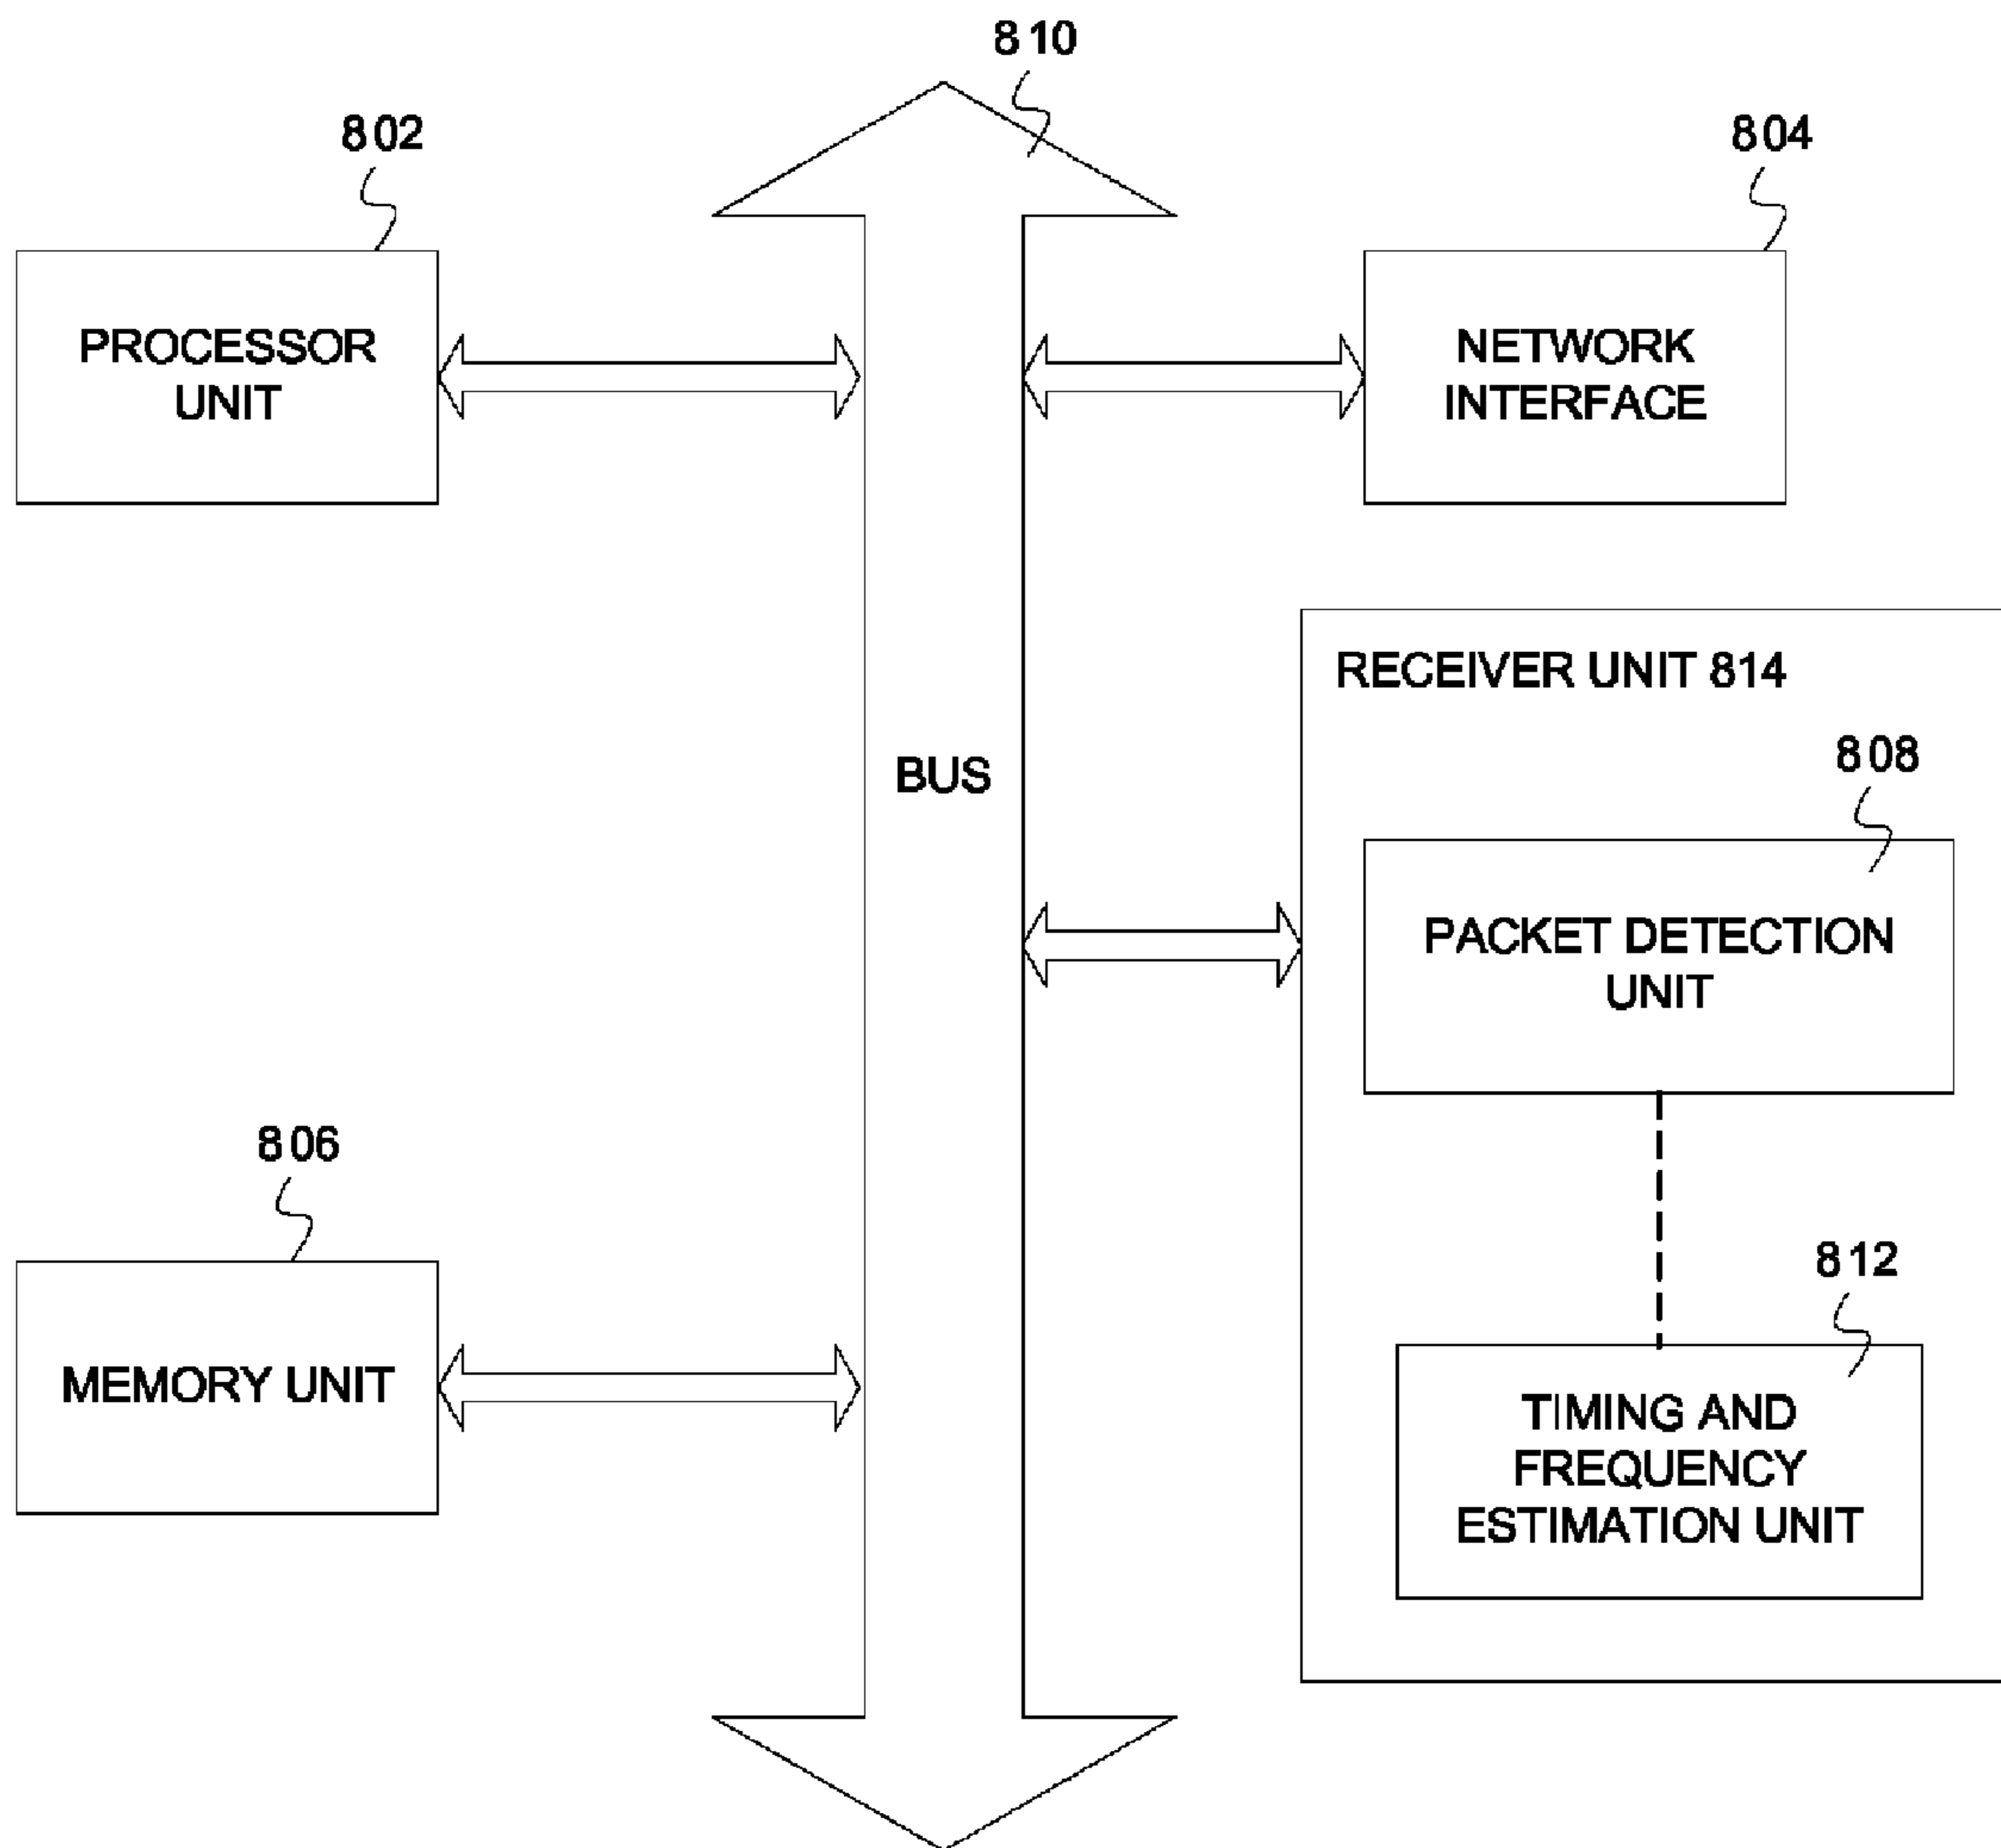 810
802
804
PROCESSOR
UNIT
NETWORK
INTERFACE
RECEIVER UNIT 814
BUS
808
PACKET DETECTION
UNIT
806
MEMORY UNIT
812
TIMING AND
FREQUENCY
ESTIMATION UNIT